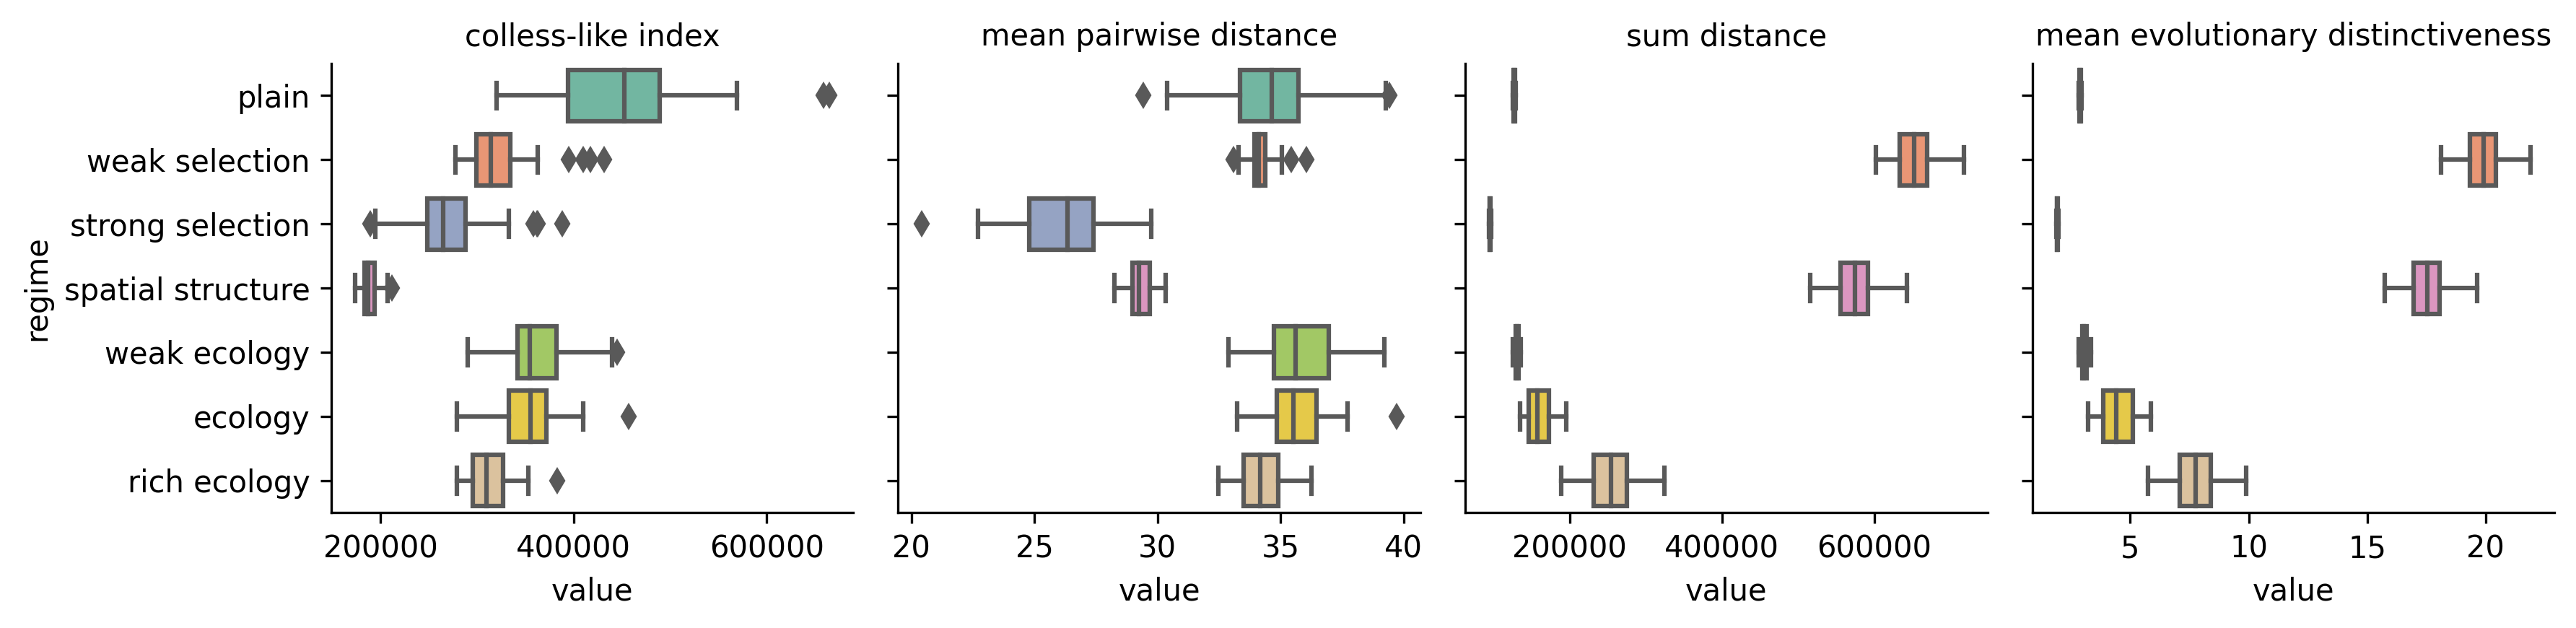 colless-like index
mean pairwise distance
sum distance
mean evolutionary distinctiveness
regime
plain
weak selection
strong selection
spatial structure
weak ecology
ecology
rich ecology
200000 400000 600000
20 25 30 35 40
200000 400000 600000
5 10 15 20
value
value
value
value